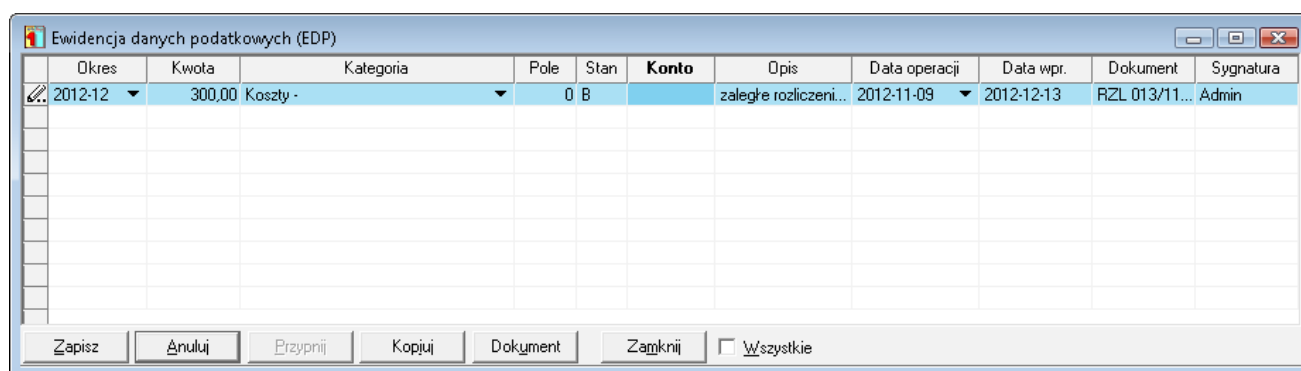 Ewidencja danych podatkowych (EDP)
Okres Kwota Kategoria Pole Stan Konto Opis Data operacji Data wpr. Dokument Sygnatura
2012-12 300,00 Koszty - 0 B zaległe rozliczeni... 2012-11-09 2012-12-13 RZL 013/11... Admin
Zapisz Anuluj Przypnij Kopiuj Dokument Zamknij Wszystkie